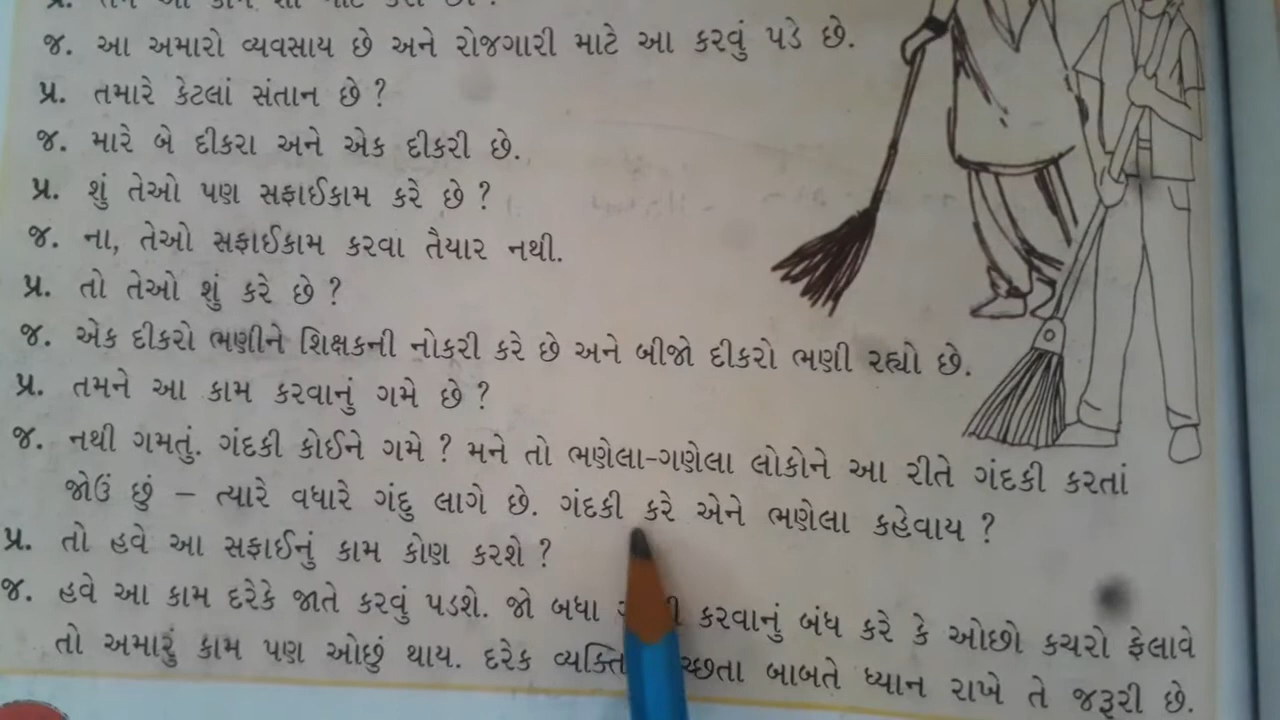 પ્ર. તમે આ કામ શા માટે કરો છો ?
જ. આ અમારો વ્યવસાય છે અને રોજગારી માટે આ કરવું પડે છે.
પ્ર. તમારે કેટલાં સંતાન છે ?
જ. મારે બે દીકરા અને એક દીકરી છે.
પ્ર. શું તેઓ પણ સફાઈકામ કરે છે ?
જ. ના, તેઓ સફાઈકામ કરવા તૈયાર નથી.
પ્ર. તો તેઓ શું કરે છે ?
જ. એક દીકરો ભણીને શિક્ષકની નોકરી કરે છે અને બીજો દીકરો ભણી રહ્યો છે.
પ્ર. તમને આ કામ કરવાનું ગમે છે ?
જ. નથી ગમતું. ગંદકી કોઈને ગમે ? મને તો ભણેલા-ગણેલા લોકોને આ રીતે ગંદકી કરતાં
જોઉં છું – ત્યારે વધારે ગંદુ લાગે છે. ગંદકી કરે એને ભણેલા કહેવાય ?
પ્ર. તો હવે આ સફાઈનું કામ કોણ કરશે ?
જ. હવે આ કામ દરેકે જાતે કરવું પડશે. જો બધા કરવાનું બંધ કરે કે ઓછો કચરો ફેલાવે
તો અમારું કામ પણ ઓછું થાય. દરેક વ્યક્તિ બાબતે ધ્યાન રાખે તે જરૂરી છે.